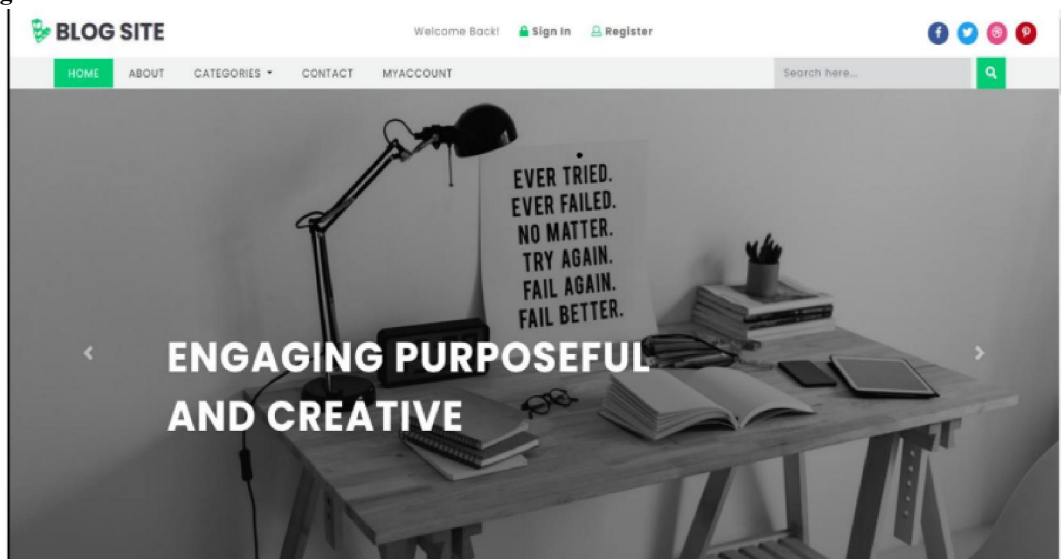 g
BLOG SITE
Welcome Back! Sign In Register
HOME ABOUT CATEGORIES CONTACT MYACCOUNT
Search here...
EVER TRIED.
EVER FAILED.
NO MATTER.
TRY AGAIN.
FAIL AGAIN.
FAIL BETTER.
ENGAGING PURPOSEFUL
AND CREATIVE